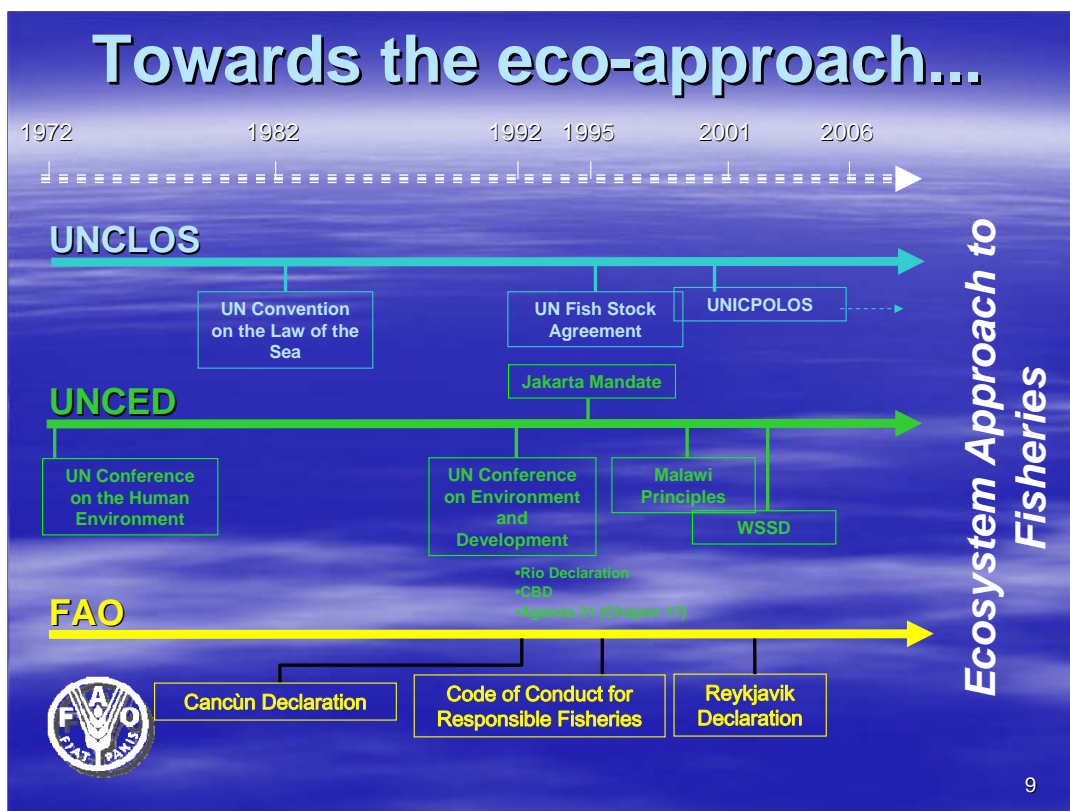 Towards the eco-approach...
1972 1982 1992 1995 2001 2006
UNCLOS
UN Convention
on the Law of the
Sea
UN Fish Stock
Agreement
UNICPOLOS
Jakarta Mandate
UNCED
UN Conference
on the Human
Environment
UN Conference
on Environment
and
Development
Malawi
Principles
WSSD
•Rio Declaration
•CBD
•Agenda 21 (Chapter 17)
FAO
Cancùn Declaration
Code of Conduct for
Responsible Fisheries
Reykjavik
Declaration
F A O
FIAT PANIS
Ecosystem Approach to
Fisheries
9